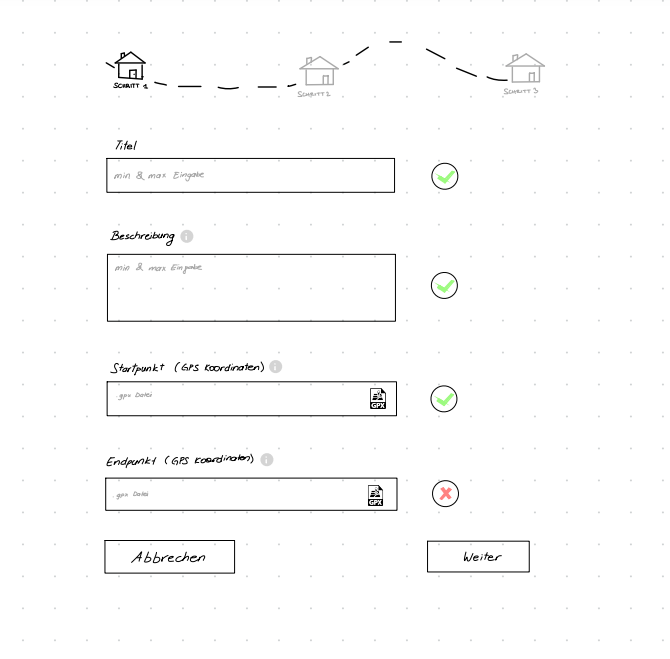 SCHRITT 1
SCHRITT 2
SCHRITT 3
Titel
min & max Eingabe
Beschreibung i
min & max Eingabe
Startpunkt (GPS Koordinaten) i
.gpx Datei
GPX
Endpunkt (GPS Koordinaten) i
.gpx Datei
GPX
Abbrechen
Weiter